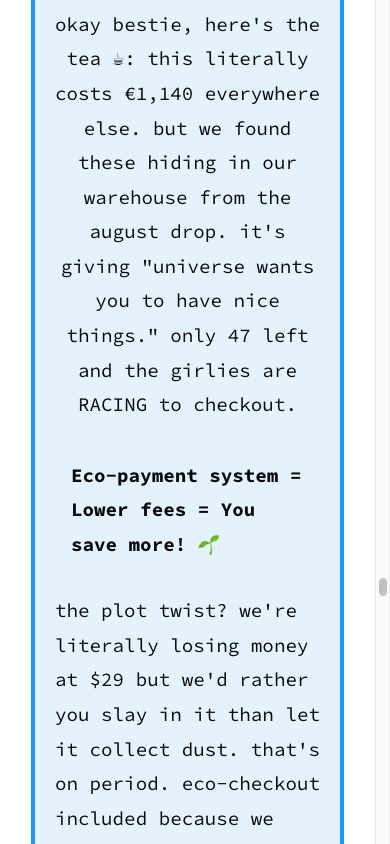 okay bestie, here's the
tea ☕: this literally
costs €1,140 everywhere
else. but we found
these hiding in our
warehouse from the
august drop. it's
giving "universe wants
you to have nice
things." only 47 left
and the girlies are
RACING to checkout.
Eco-payment system =
Lower fees = You
save more! 🌱
the plot twist? we're
literally losing money
at $29 but we'd rather
you slay in it than let
it collect dust. that's
on period. eco-checkout
included because we